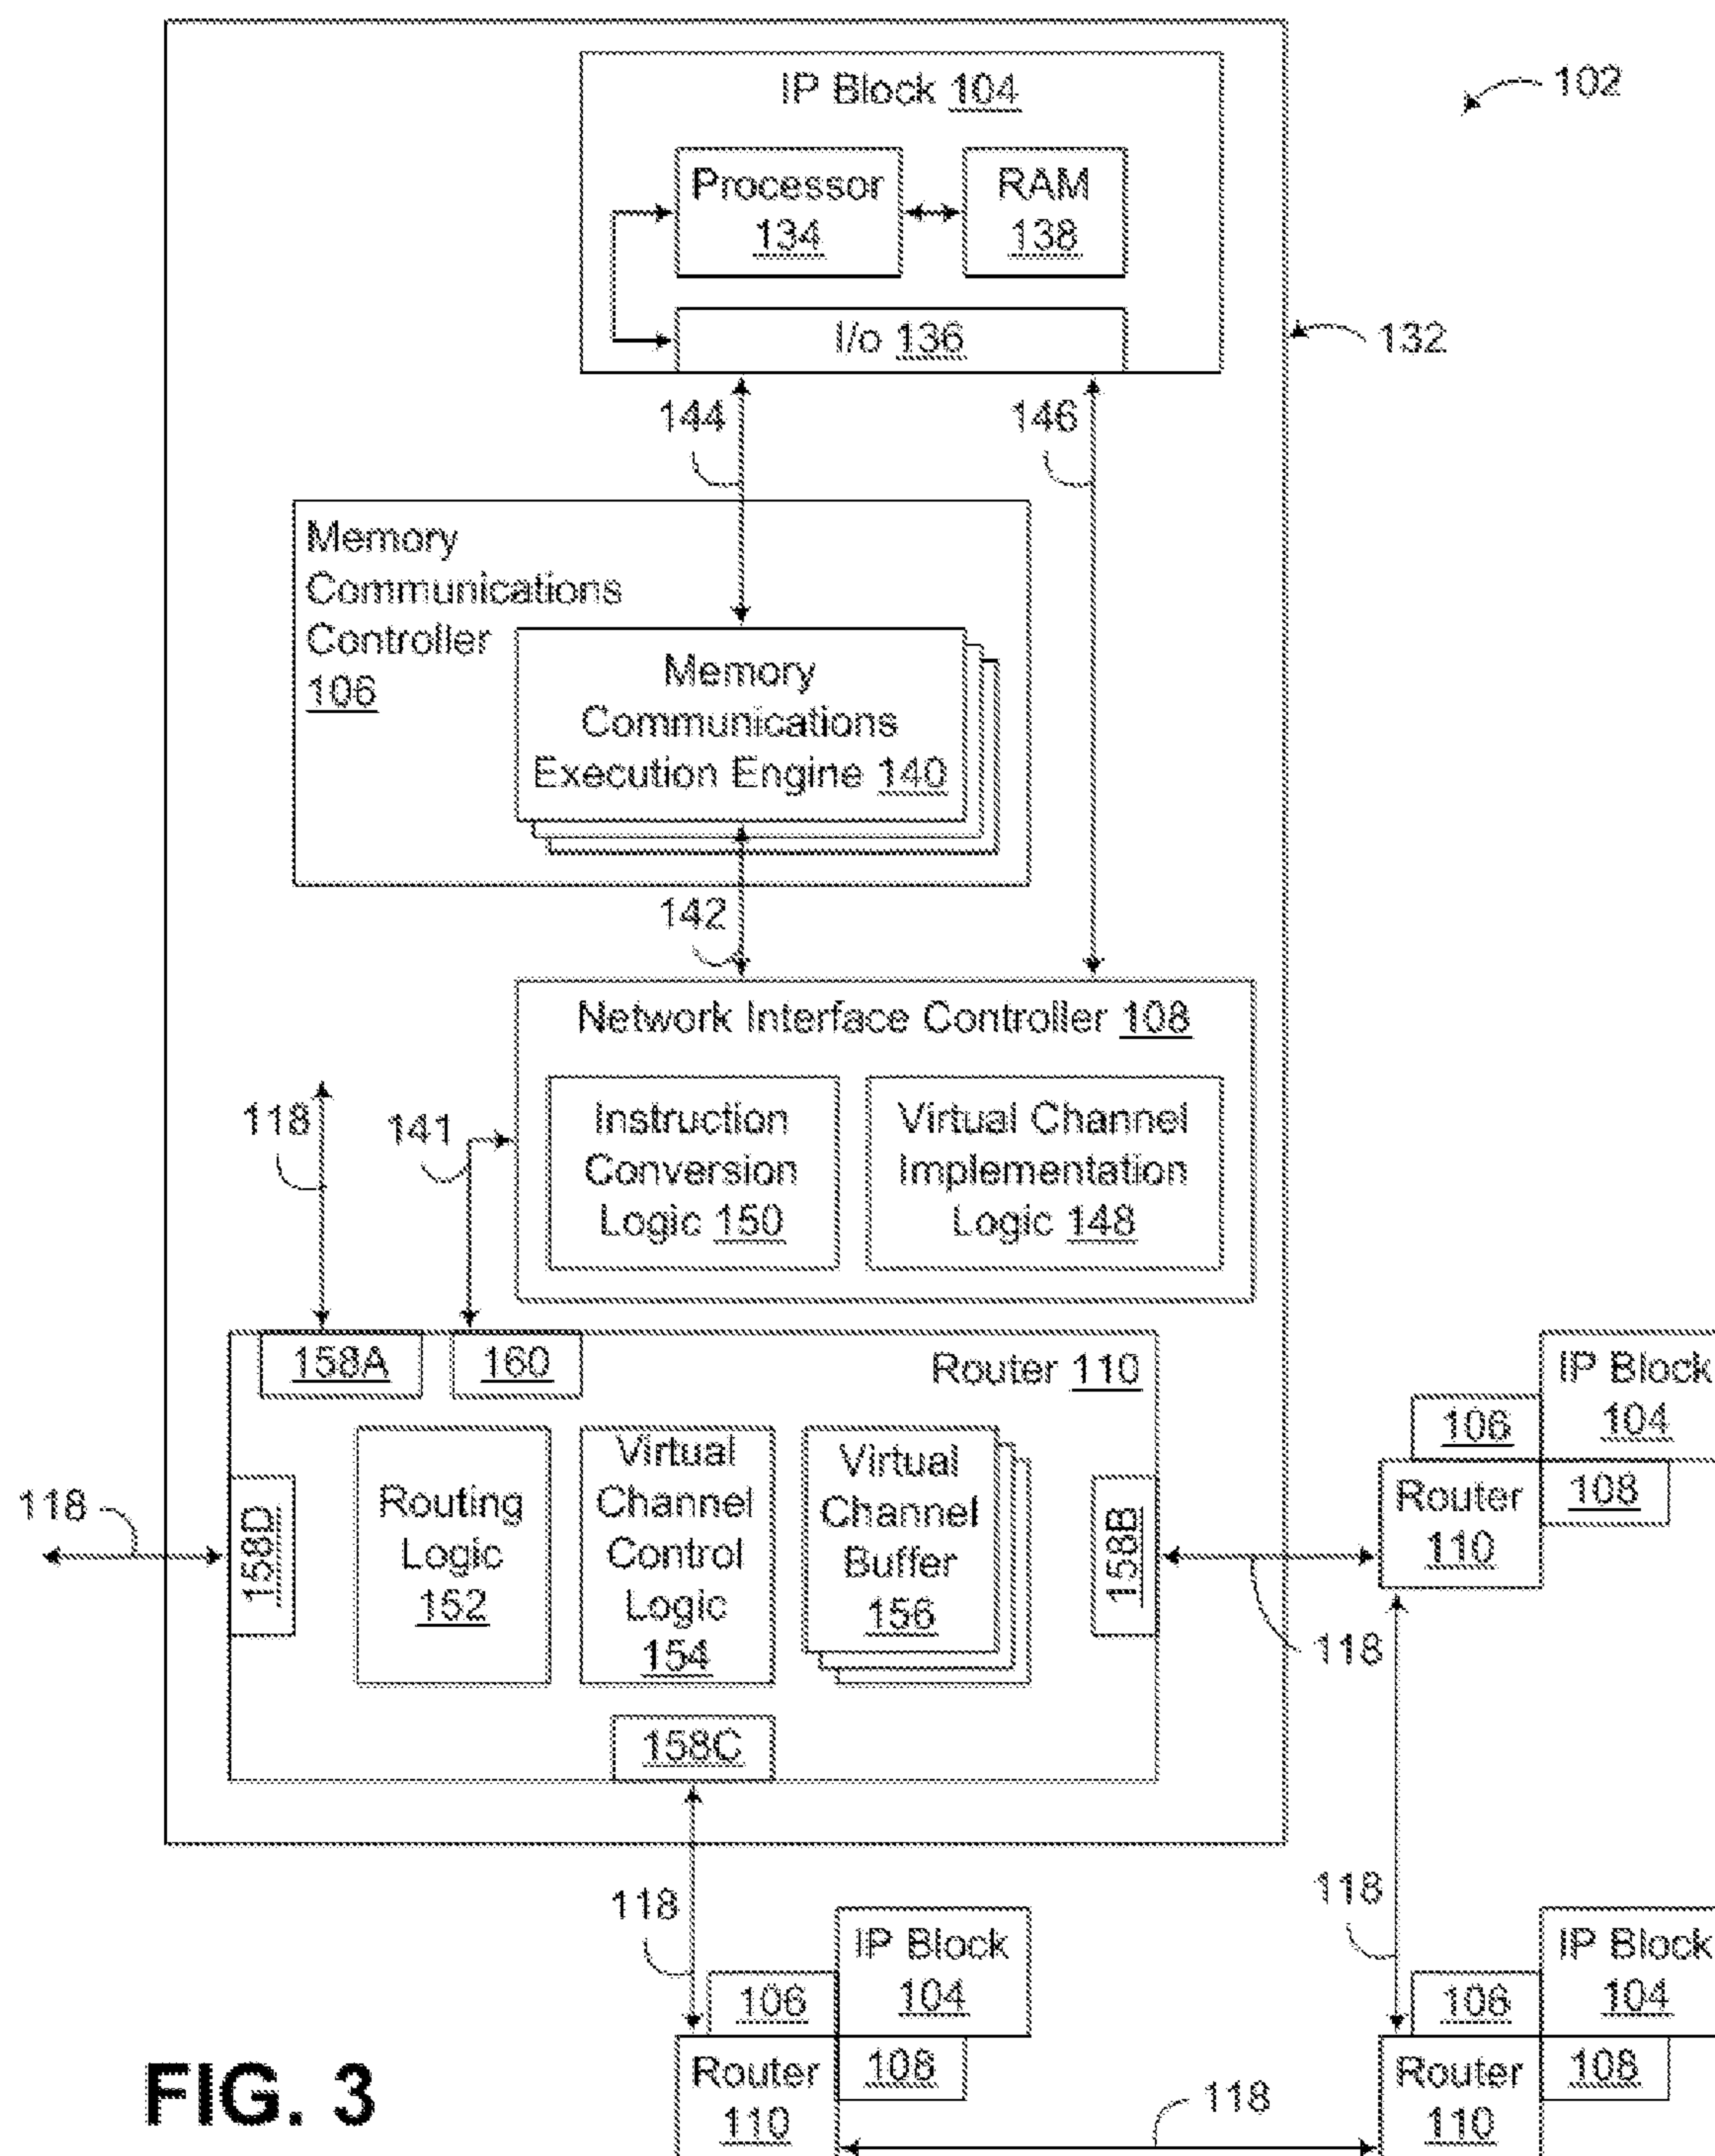 IP Block 104
102
Processor
134
RAM
138
I/o 136
132
144
146
Memory
Communications
Controller
106
Memory
Communications
Execution Engine 140
142
Network Interface Controller 108
118
141
Instruction
Conversion
Logic 150
Virtual Channel
Implementation
Logic 148
158A
160
Router 110
IP Block
104
106
108
Router
110
118
158D
Routing
Logic
152
Virtual
Channel
Control
Logic
154
Virtual
Channel
Buffer
156
158B
118
158C
118
118
IP Block
104
106
108
Router
110
IP Block
104
106
108
Router
110
118
FIG. 3